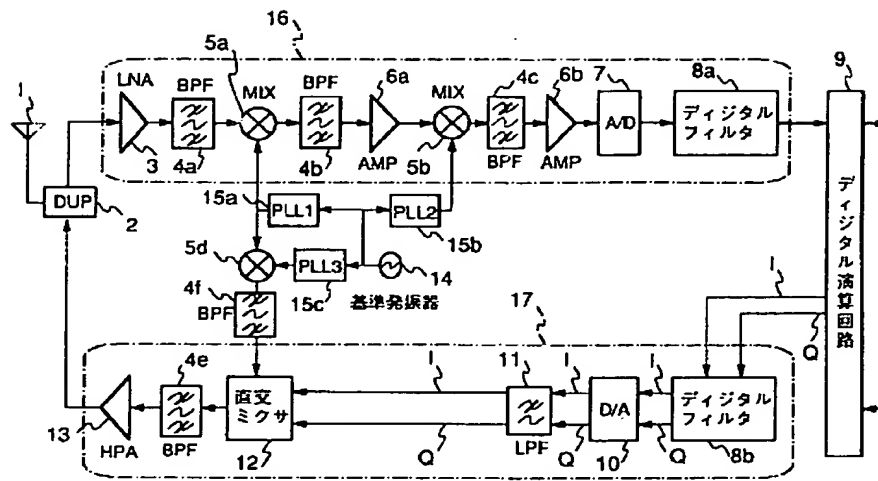 16
5a
6a
4c
6b
7
8a
9
1
LNA
BPF
MIX
BPF
MIX
A/D
ディジタル
フィルタ
3
4a
4b
AMP
5b
BPF
AMP
DUP
2
15a
PLL1
PLL2
15b
5d
PLL3
14
4f
15c
基準発振器
BPF
17
ディジタル演算回路
I
Q
4e
11
I
I
I
直交
ミクサ
D/A
ディジタル
フィルタ
13
HPA
BPF
12
Q
LPF
Q
10
Q
8b